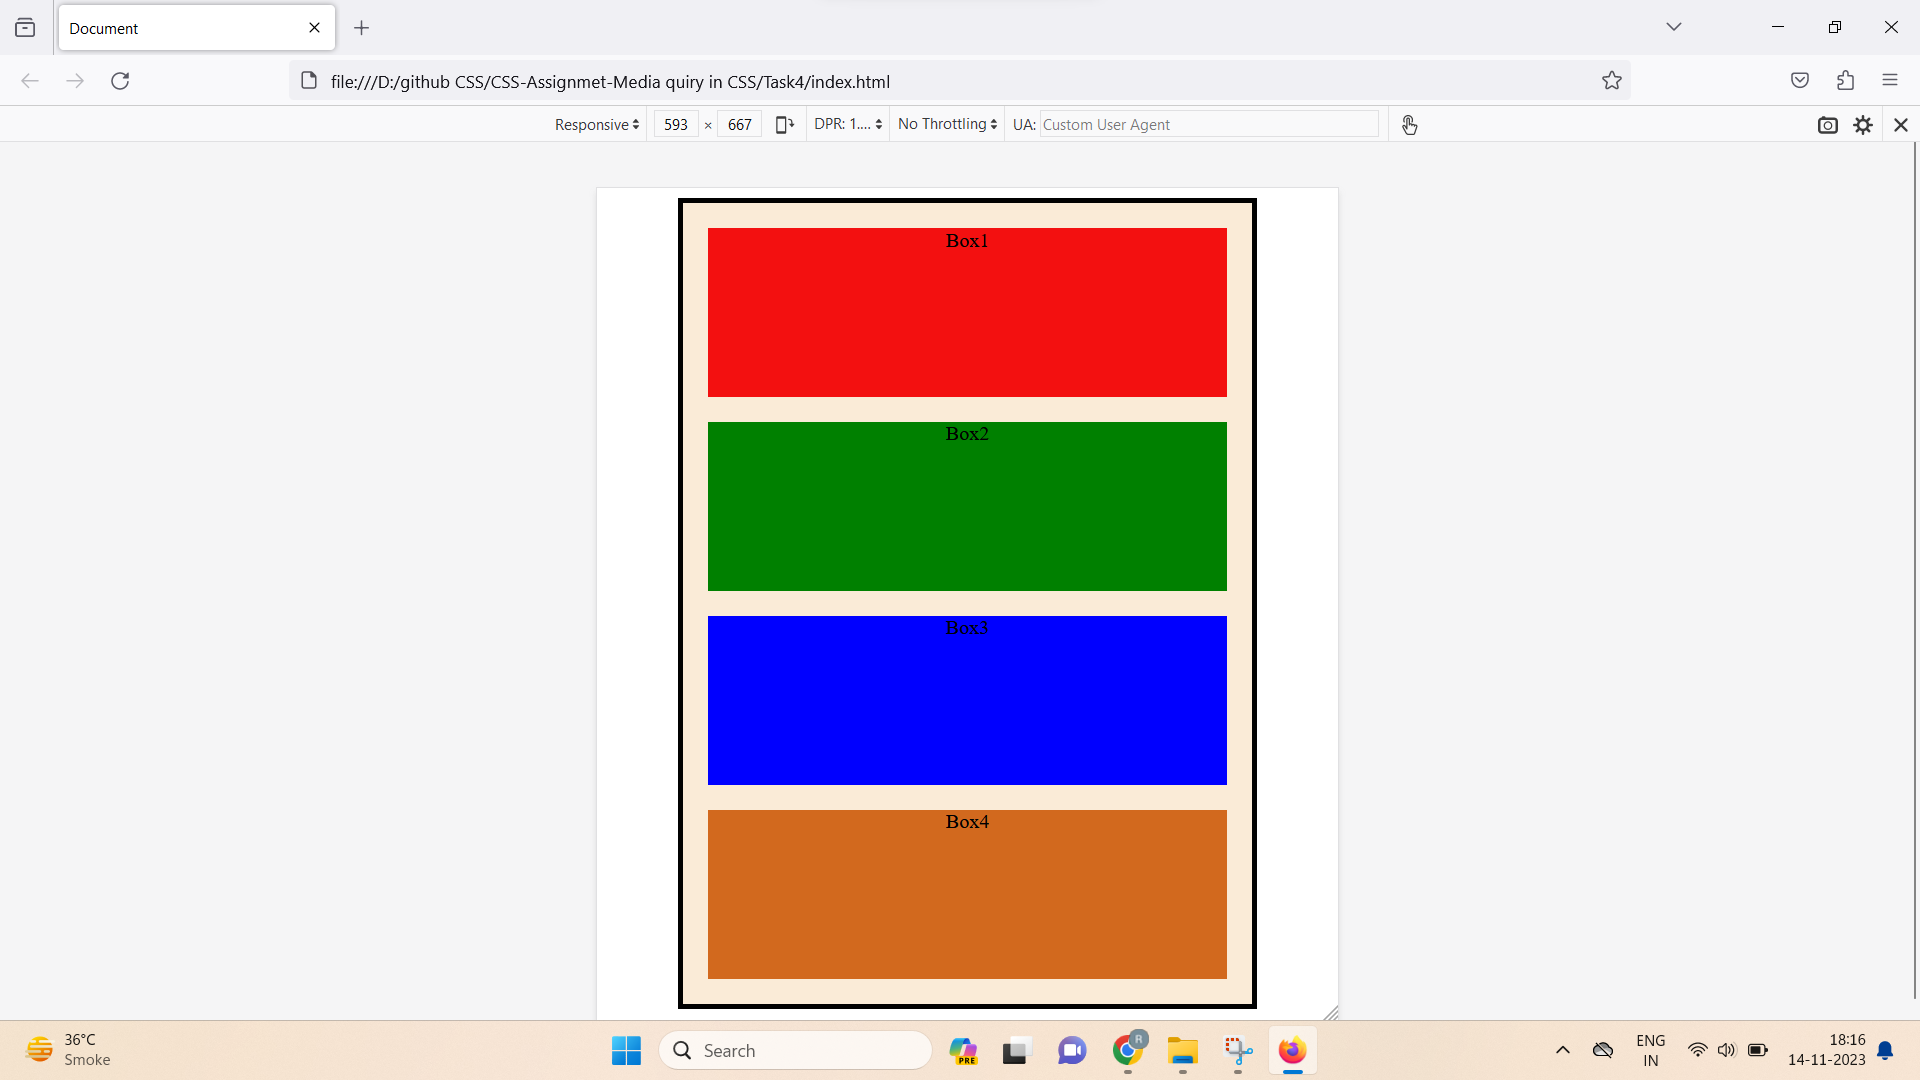 Document
file:///D:/github CSS/CSS-Assignmet-Media quiry in CSS/Task4/index.html
Responsive 593 × 667 DPR: 1.... No Throttling UA: Custom User Agent
Box1
Box2
Box3
Box4
36°C
Smoke
Search
PRE
R
ENG
IN
18:16
14-11-2023